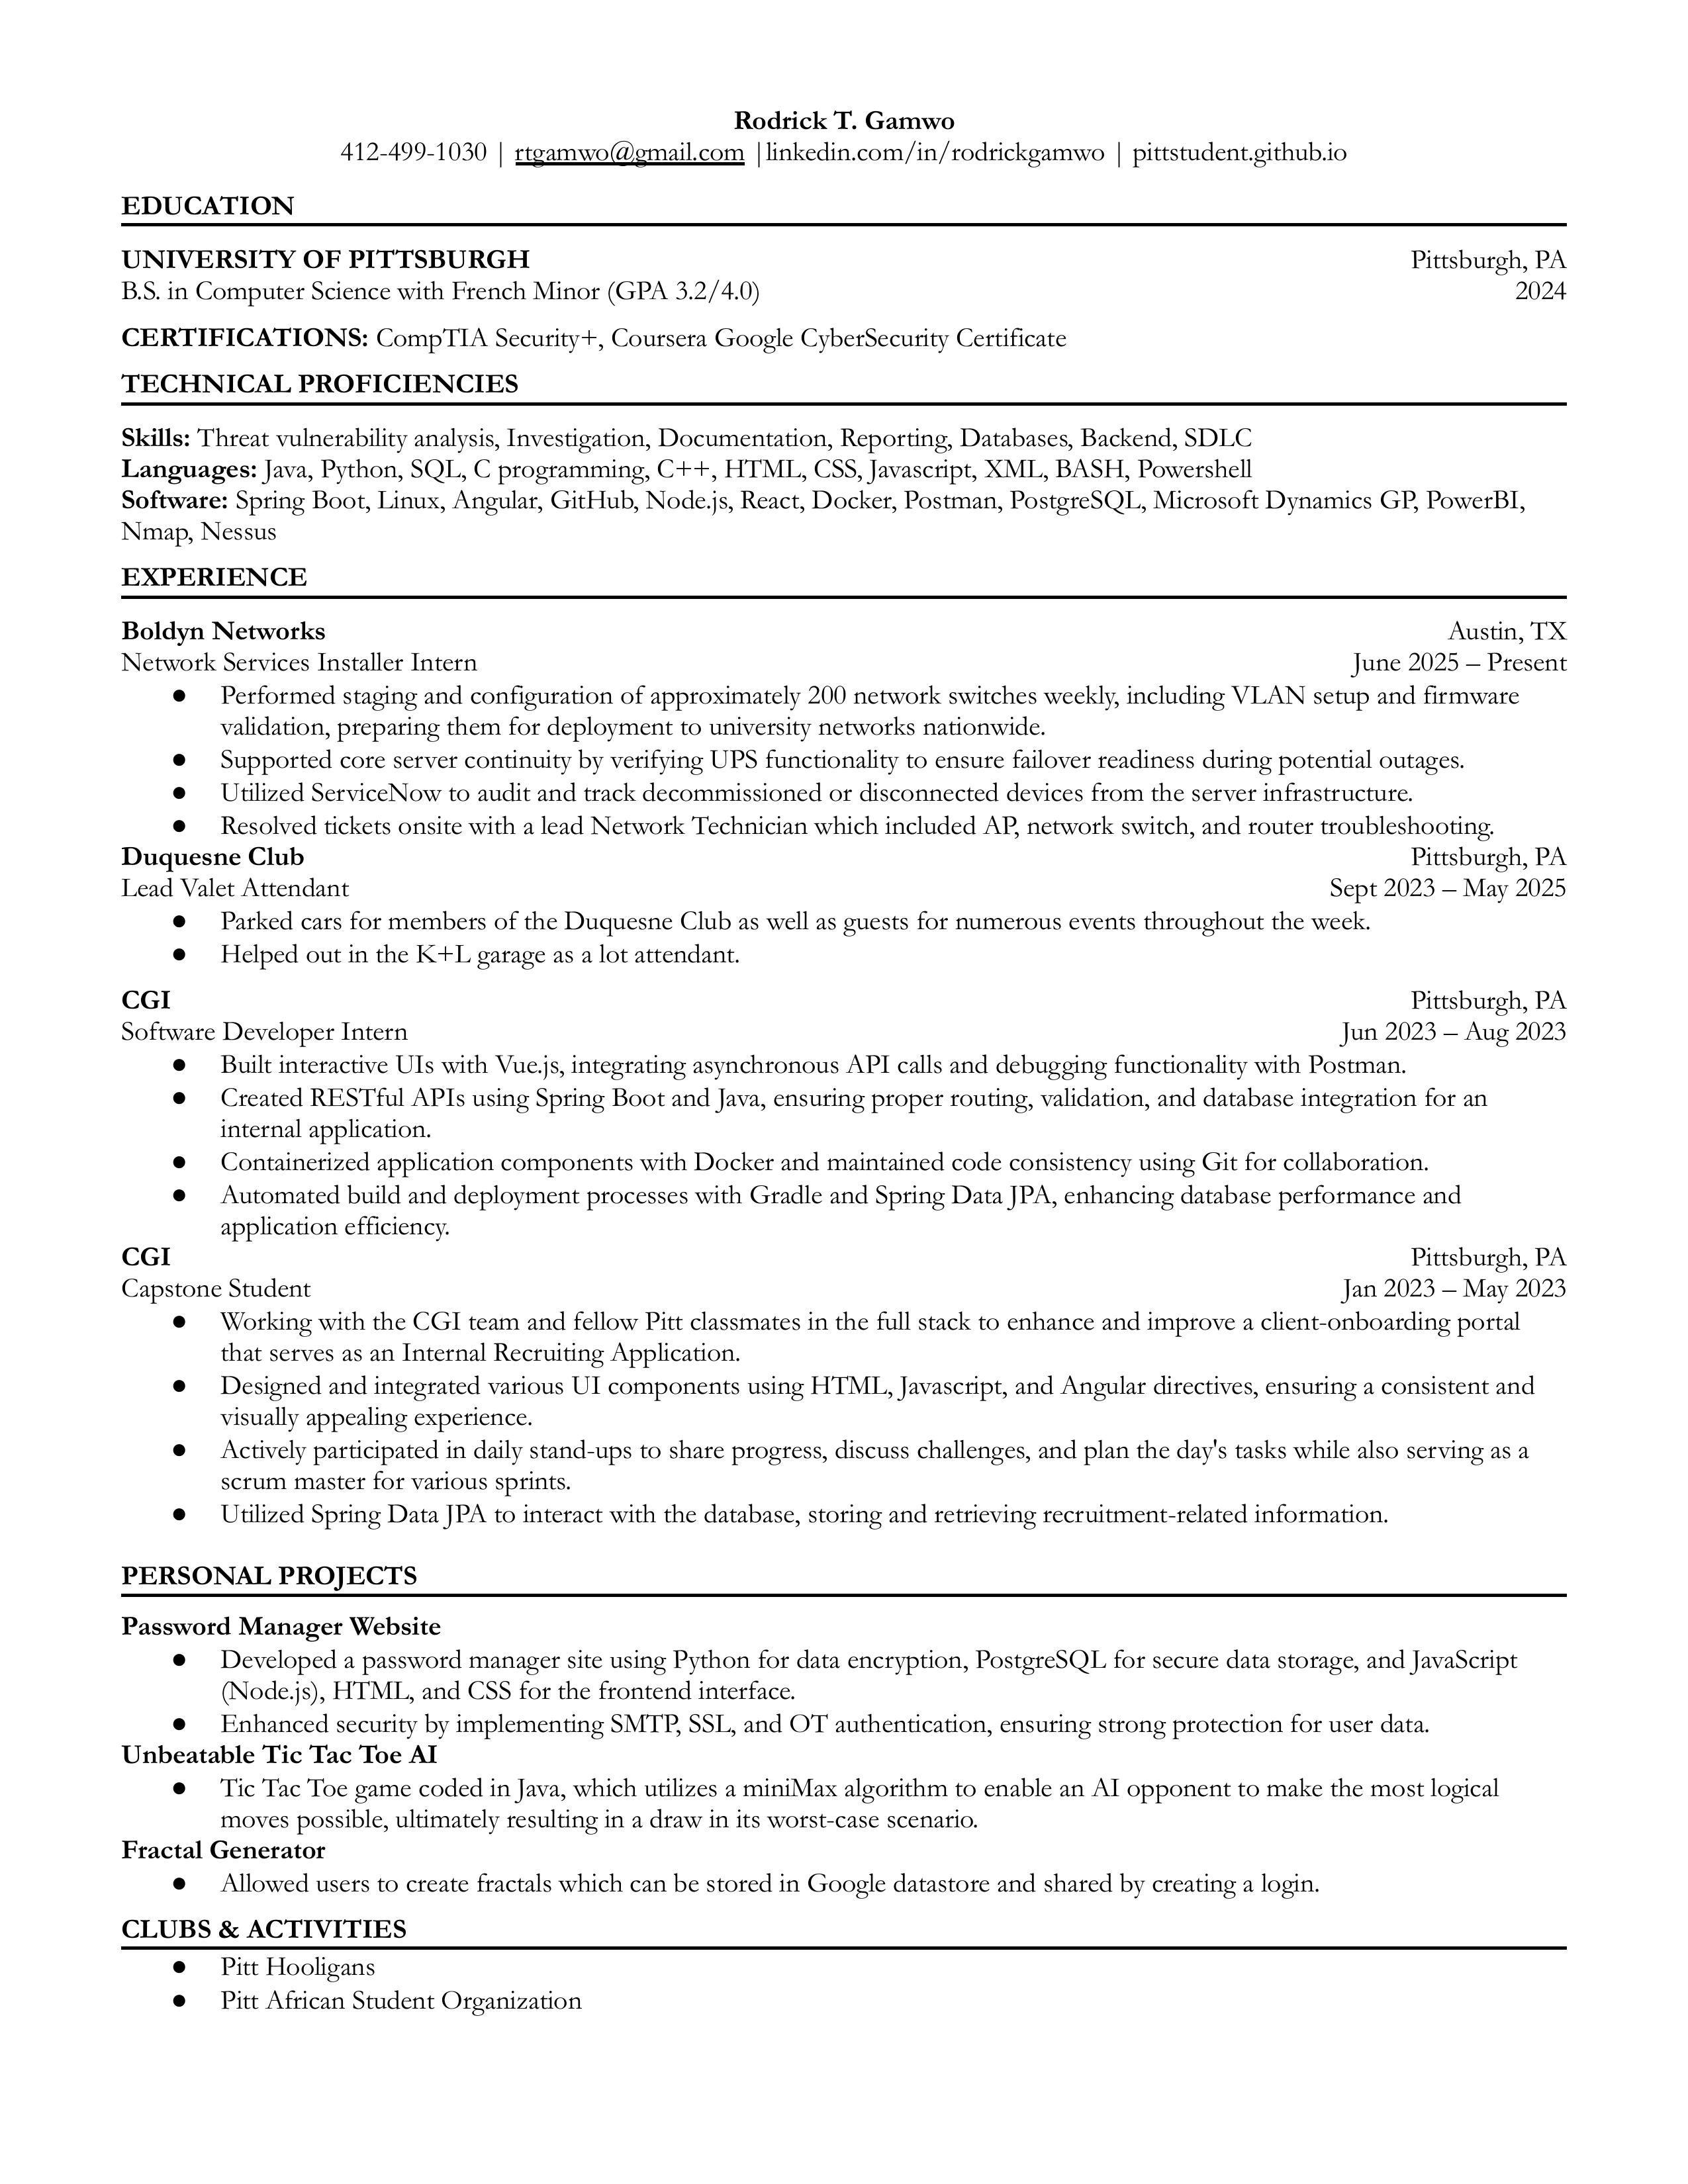 Rodrick T. Gamwo
412-499-1030 | rtgamwo@gmail.com |linkedin.com/in/rodrickgamwo | pittstudent.github.io
EDUCATION
UNIVERSITY OF PITTSBURGH Pittsburgh, PA
B.S. in Computer Science with French Minor (GPA 3.2/4.0) 2024
CERTIFICATIONS: CompTIA Security+, Coursera Google CyberSecurity Certificate
TECHNICAL PROFICIENCIES
Skills: Threat vulnerability analysis, Investigation, Documentation, Reporting, Databases, Backend, SDLC
Languages: Java, Python, SQL, C programming, C++, HTML, CSS, Javascript, XML, BASH, Powershell
Software: Spring Boot, Linux, Angular, GitHub, Node.js, React, Docker, Postman, PostgreSQL, Microsoft Dynamics GP, PowerBI,
Nmap, Nessus
EXPERIENCE
Boldyn Networks Austin, TX
Network Services Installer Intern June 2025 – Present
● Performed staging and configuration of approximately 200 network switches weekly, including VLAN setup and firmware
validation, preparing them for deployment to university networks nationwide.
● Supported core server continuity by verifying UPS functionality to ensure failover readiness during potential outages.
● Utilized ServiceNow to audit and track decommissioned or disconnected devices from the server infrastructure.
● Resolved tickets onsite with a lead Network Technician which included AP, network switch, and router troubleshooting.
Duquesne Club Pittsburgh, PA
Lead Valet Attendant Sept 2023 – May 2025
● Parked cars for members of the Duquesne Club as well as guests for numerous events throughout the week.
● Helped out in the K+L garage as a lot attendant.
CGI Pittsburgh, PA
Software Developer Intern Jun 2023 – Aug 2023
● Built interactive UIs with Vue.js, integrating asynchronous API calls and debugging functionality with Postman.
● Created RESTful APIs using Spring Boot and Java, ensuring proper routing, validation, and database integration for an
internal application.
● Containerized application components with Docker and maintained code consistency using Git for collaboration.
● Automated build and deployment processes with Gradle and Spring Data JPA, enhancing database performance and
application efficiency.
CGI Pittsburgh, PA
Capstone Student Jan 2023 – May 2023
● Working with the CGI team and fellow Pitt classmates in the full stack to enhance and improve a client-onboarding portal
that serves as an Internal Recruiting Application.
● Designed and integrated various UI components using HTML, Javascript, and Angular directives, ensuring a consistent and
visually appealing experience.
● Actively participated in daily stand-ups to share progress, discuss challenges, and plan the day's tasks while also serving as a
scrum master for various sprints.
● Utilized Spring Data JPA to interact with the database, storing and retrieving recruitment-related information.
PERSONAL PROJECTS
Password Manager Website
● Developed a password manager site using Python for data encryption, PostgreSQL for secure data storage, and JavaScript
(Node.js), HTML, and CSS for the frontend interface.
● Enhanced security by implementing SMTP, SSL, and OT authentication, ensuring strong protection for user data.
Unbeatable Tic Tac Toe AI
● Tic Tac Toe game coded in Java, which utilizes a miniMax algorithm to enable an AI opponent to make the most logical
moves possible, ultimately resulting in a draw in its worst-case scenario.
Fractal Generator
● Allowed users to create fractals which can be stored in Google datastore and shared by creating a login.
CLUBS & ACTIVITIES
● Pitt Hooligans
● Pitt African Student Organization